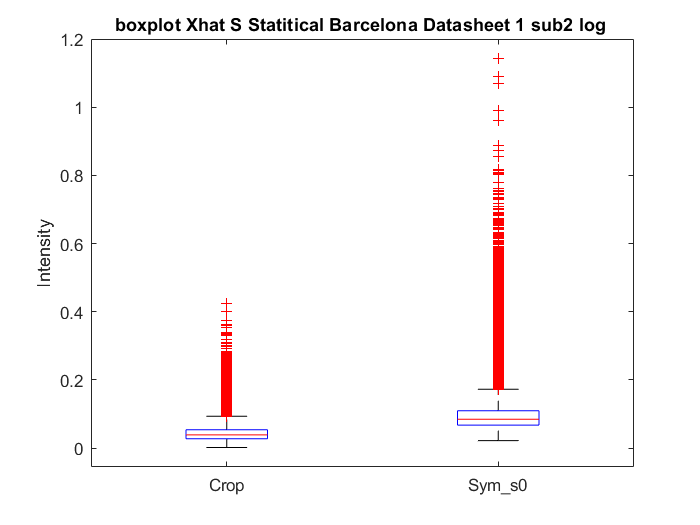 boxplot Xhat S Statitical Barcelona Datasheet 1 sub2 log
1.2
1
0.8
0.6
0.4
0.2
0
Intensity
Crop
Sym_s0